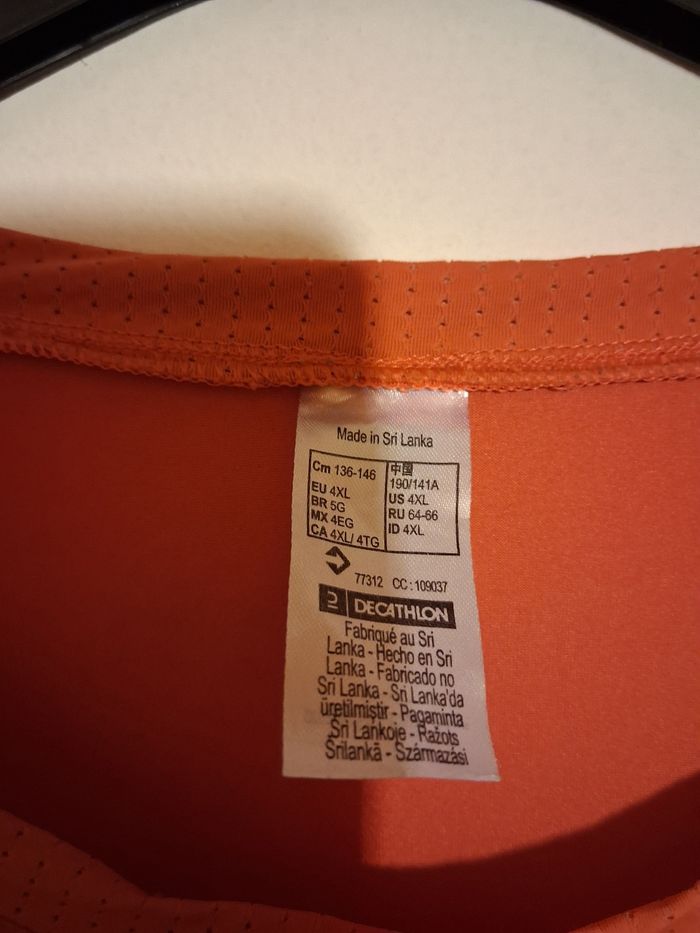 Made in Sri Lanka
Cm 136-146
EU 4XL
BR 5G
MX 4EG
CA 4XL/ 4TG
中国
190/141A
US 4XL
RU 64-66
ID 4XL
77312 CC : 109037
DECATHLON
Fabriqué au Sri
Lanka - Hecho en Sri
Lanka - Fabricado no
Sri Lanka - Sri Lanka'da
üretilmiştir - Pagaminta
Šri Lankoje - Ražots
Šrilankā - Származási